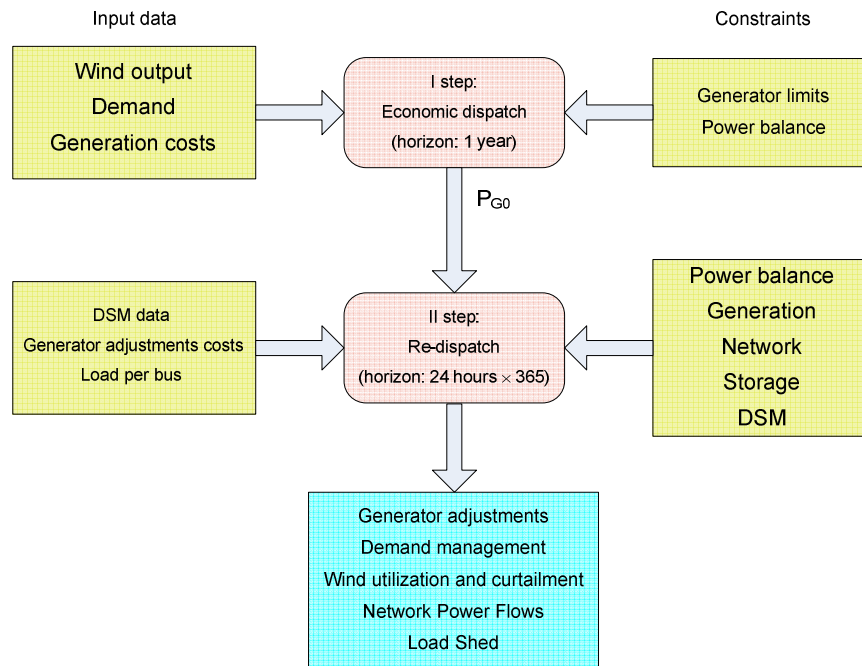 Input data
Constraints
Wind output
Demand
Generation costs
I step:
Economic dispatch
(horizon: 1 year)
Generator limits
Power balance
PG0
DSM data
Generator adjustments costs
Load per bus
II step:
Re-dispatch
(horizon: 24 hours × 365)
Power balance
Generation
Network
Storage
DSM
Generator adjustments
Demand management
Wind utilization and curtailment
Network Power Flows
Load Shed